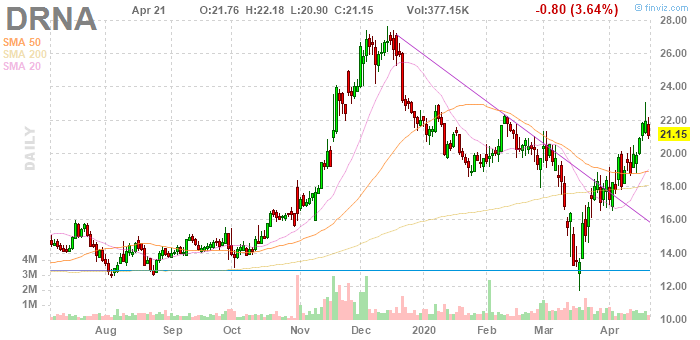 DRNA Apr 21 O:21.76 H:22.18 L:20.90 C:21.15 Vol:377.15K -0.80 (3.64%) © finviz.com
SMA 50
SMA 200
SMA 20
DAILY
28.00
26.00
24.00
22.00
21.15
20.00
18.00
16.00
14.00
12.00
10.00
4M
3M
2M
1M
Aug Sep Oct Nov Dec 2020 Feb Mar Apr